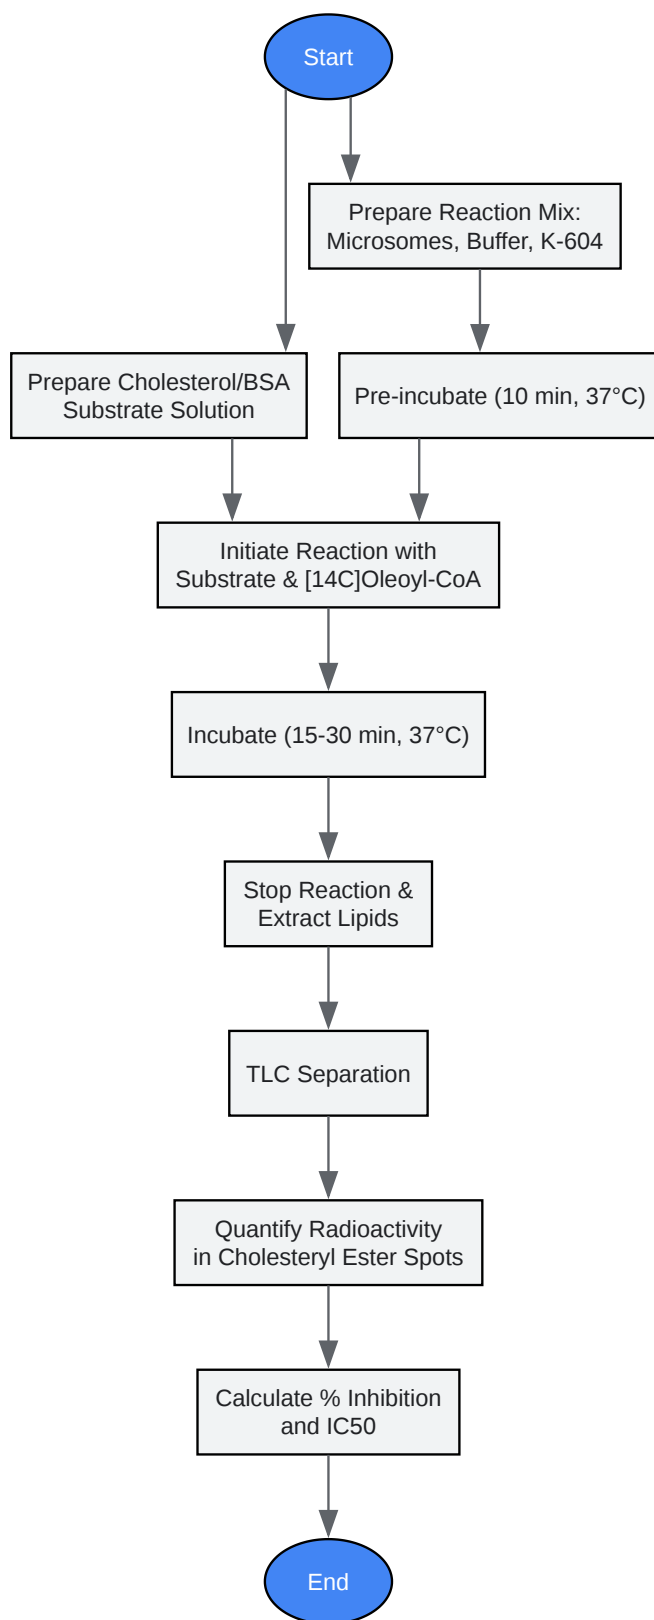 Start
Prepare Reaction Mix:
Microsomes, Buffer, K-604
Prepare Cholesterol/BSA
Substrate Solution
Pre-incubate (10 min, 37°C)
Initiate Reaction with
Substrate & [14C]Oleoyl-CoA
Incubate (15-30 min, 37°C)
Stop Reaction &
Extract Lipids
TLC Separation
Quantify Radioactivity
in Cholesteryl Ester Spots
Calculate % Inhibition
and IC50
End